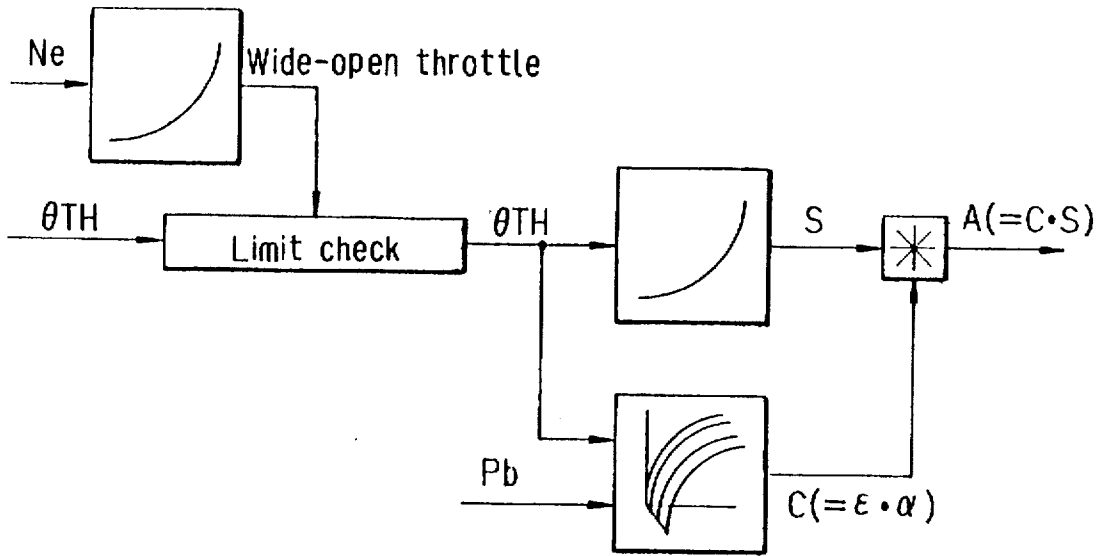 Ne
Wide-open throttle
θTH
Limit check
θTH
S
A(=C•S)
Pb
C(=ε•α)